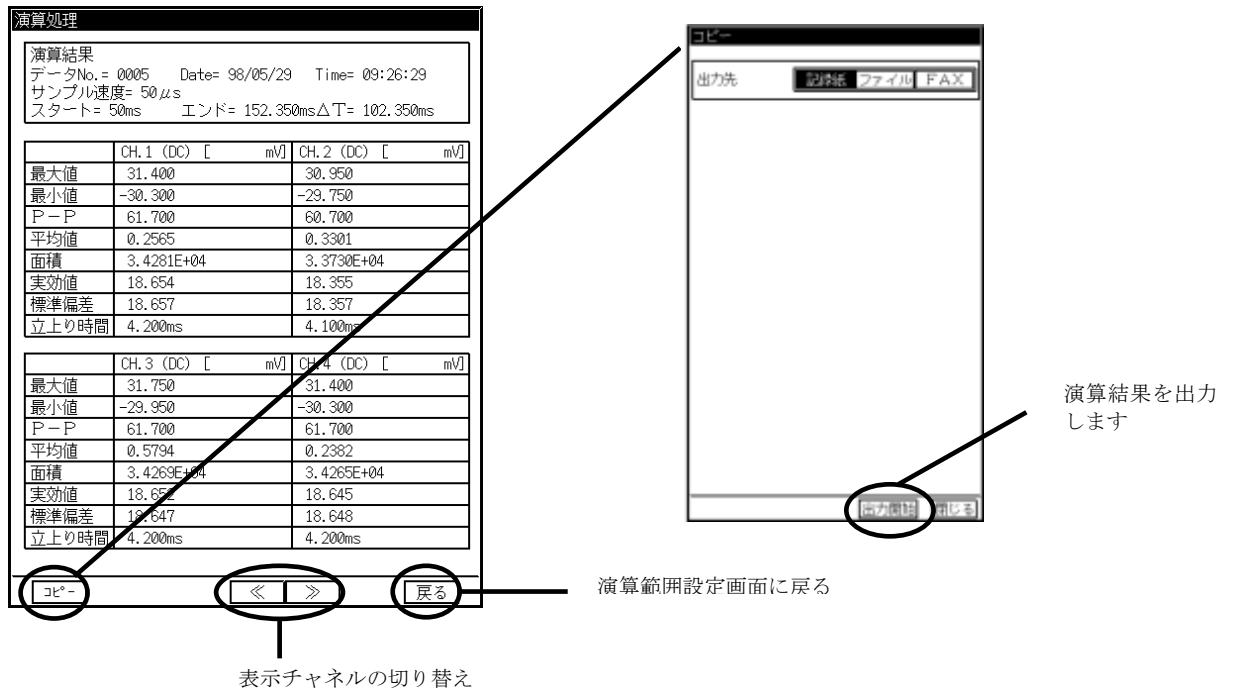 演算処理
演算結果
データNo.= 0005 Date= 98/05/29 Time= 09:26:29
サンプル速度= 50μs
スタート= 50ms エンド= 152.350ms△T= 102.350ms
CH.1 (DC) [ mV] CH.2 (DC) [ mV]
最大値 31.400 30.950
最小値 -30.300 -29.750
P-P 61.700 60.700
平均値 0.2565 0.3301
面積 3.4281E+04 3.3730E+04
実効値 18.654 18.355
標準偏差 18.657 18.357
立上り時間 4.200ms 4.100ms
CH.3 (DC) [ mV] CH.4 (DC) [ mV]
最大値 31.750 31.400
最小値 -29.950 -30.300
P-P 61.700 61.700
平均値 0.5794 0.2382
面積 3.4269E+04 3.4265E+04
実効値 18.652 18.645
標準偏差 18.647 18.648
立上り時間 4.200ms 4.200ms
コピー ≪ ≫ 戻る
表示チャネルの切り替え
演算範囲設定画面に戻る
コピー
出力先 記録紙 ファイル FAX
出力開始 閉じる
演算結果を出力
します